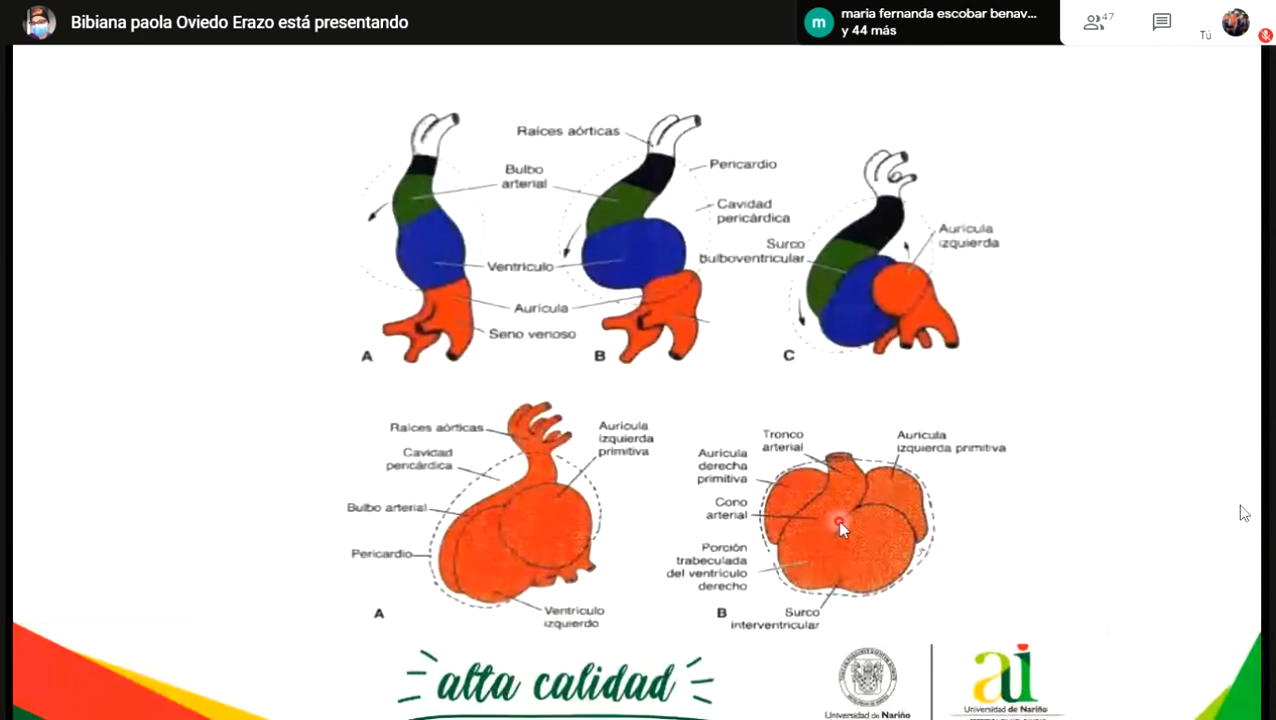 Bibiana paola Oviedo Erazo está presentando
m
maria fernanda escobar benav...
y 44 más
47
Tú
Raíces aórticas
Bulbo
arterial
Pericardio
Cavidad
pericárdica
Surco
bulboventricular
Aurícula
izquierda
Ventrículo
Aurícula
Seno venoso
A
B
C
Raíces aórticas
Cavidad
pericárdica
Bulbo arterial
Pericardio
Aurícula
izquierda
primitiva
Ventrículo
izquierdo
A
Tronco
arterial
Aurícula
izquierda primitiva
Aurícula
derecha
primitiva
Cono
arterial
Porción
trabeculada
del ventrículo
derecho
B
Surco
interventricular
alta calidad
Universidad de Nariño
ai
Universidad de Nariño